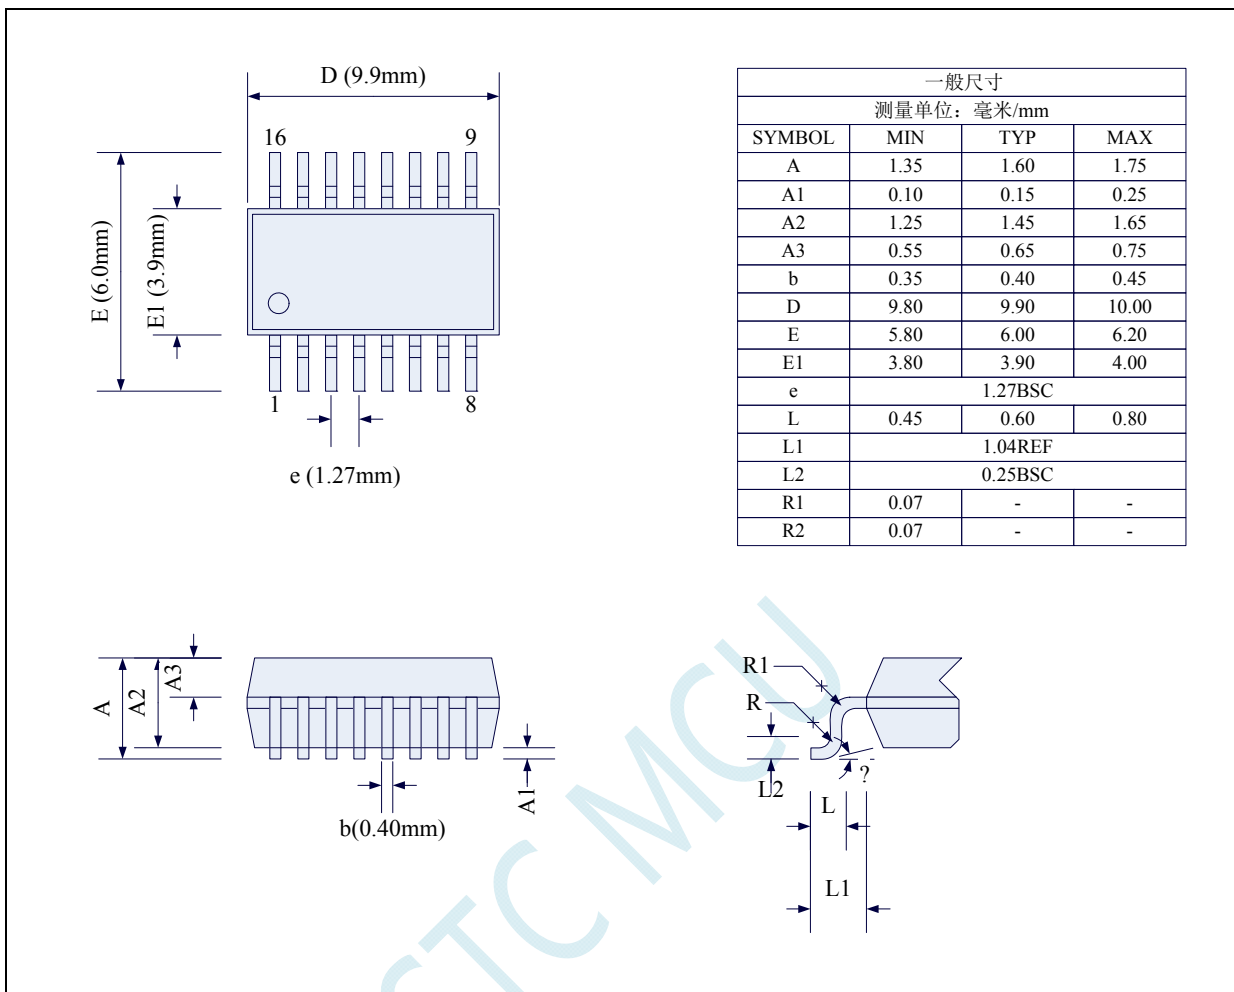 D (9.9mm)
16
9
E (6.0mm)
E1 (3.9mm)
1
8
e (1.27mm)
一般尺寸
测量单位：毫米/mm
SYMBOL MIN TYP MAX
A 1.35 1.60 1.75
A1 0.10 0.15 0.25
A2 1.25 1.45 1.65
A3 0.55 0.65 0.75
b 0.35 0.40 0.45
D 9.80 9.90 10.00
E 5.80 6.00 6.20
E1 3.80 3.90 4.00
e 1.27BSC
L 0.45 0.60 0.80
L1 1.04REF
L2 0.25BSC
R1 0.07 - -
R2 0.07 - -
A
A2
A3
A1
b(0.40mm)
R1
R
L2
?
L
L1
STC MCU